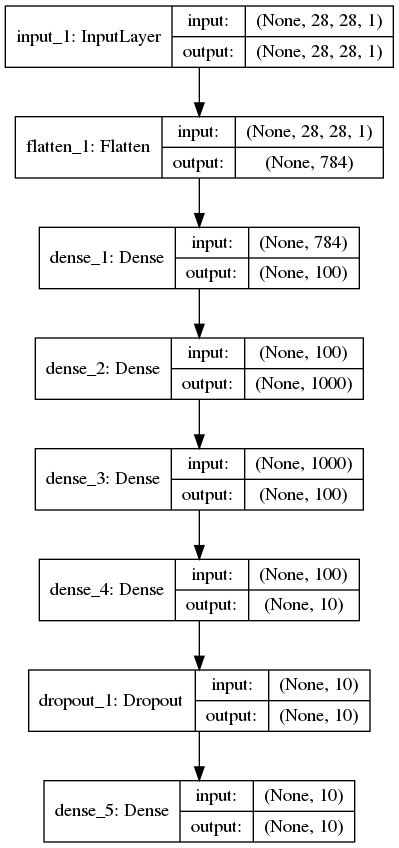 input_1: InputLayer
input:
(None, 28, 28, 1)
output:
(None, 28, 28, 1)
flatten_1: Flatten
input:
(None, 28, 28, 1)
output:
(None, 784)
dense_1: Dense
input:
(None, 784)
output:
(None, 100)
dense_2: Dense
input:
(None, 100)
output:
(None, 1000)
dense_3: Dense
input:
(None, 1000)
output:
(None, 100)
dense_4: Dense
input:
(None, 100)
output:
(None, 10)
dropout_1: Dropout
input:
(None, 10)
output:
(None, 10)
dense_5: Dense
input:
(None, 10)
output:
(None, 10)